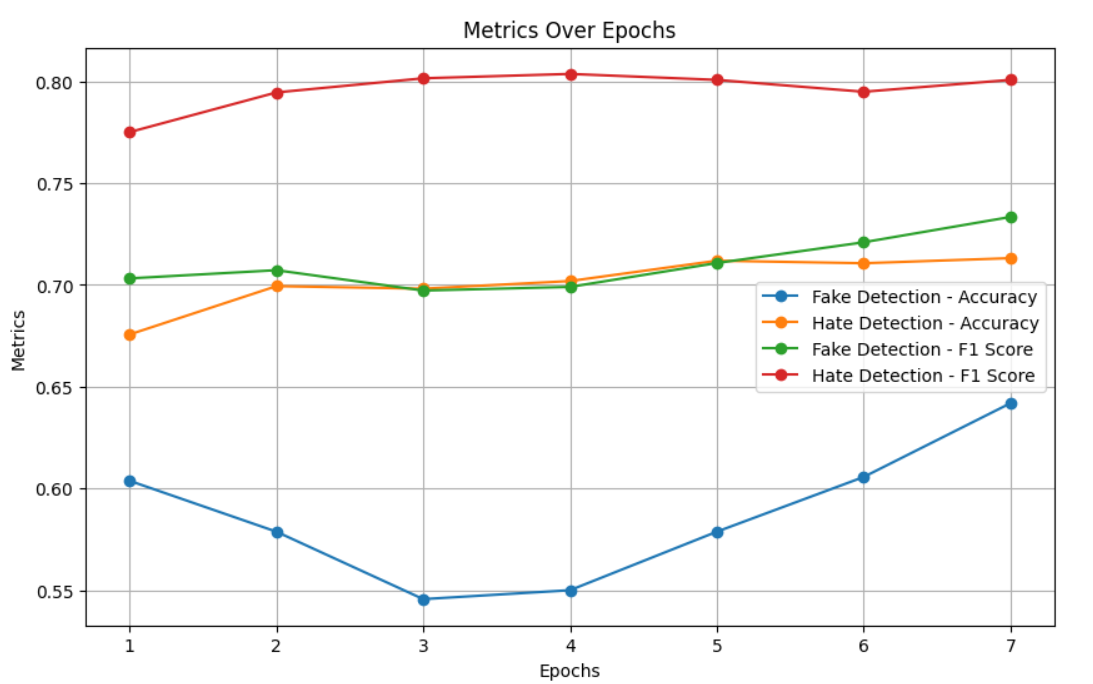 Metrics Over Epochs
Metrics
0.80
0.75
0.70
0.65
0.60
0.55
Fake Detection - Accuracy
Hate Detection - Accuracy
Fake Detection - F1 Score
Hate Detection - F1 Score
1 2 3 4 5 6 7
Epochs